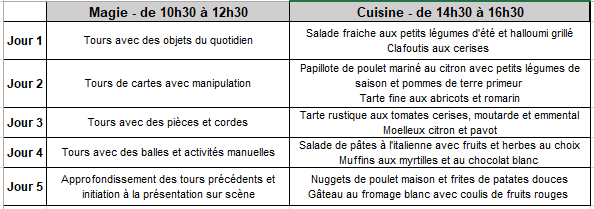 Magie - de 10h30 à 12h30
Cuisine - de 14h30 à 16h30
Jour 1
Tours avec des objets du quotidien
Salade fraiche aux petits légumes d'été et halloumi grillé
Clafoutis aux cerises
Jour 2
Tours de cartes avec manipulation
Papillote de poulet mariné au citron avec petits légumes de
saison et pommes de terre primeur
Tarte fine aux abricots et romarin
Jour 3
Tours avec des pièces et cordes
Tarte rustique aux tomates cerises, moutarde et emmental
Moelleux citron et pavot
Jour 4
Tours avec des balles et activités manuelles
Salade de pâtes à l'italienne avec fruits et herbes au choix
Muffins aux myrtilles et au chocolat blanc
Jour 5
Approfondissement des tours précédents et
initiation à la présentation sur scène
Nuggets de poulet maison et frites de patates douces
Gâteau au fromage blanc avec coulis de fruits rouges